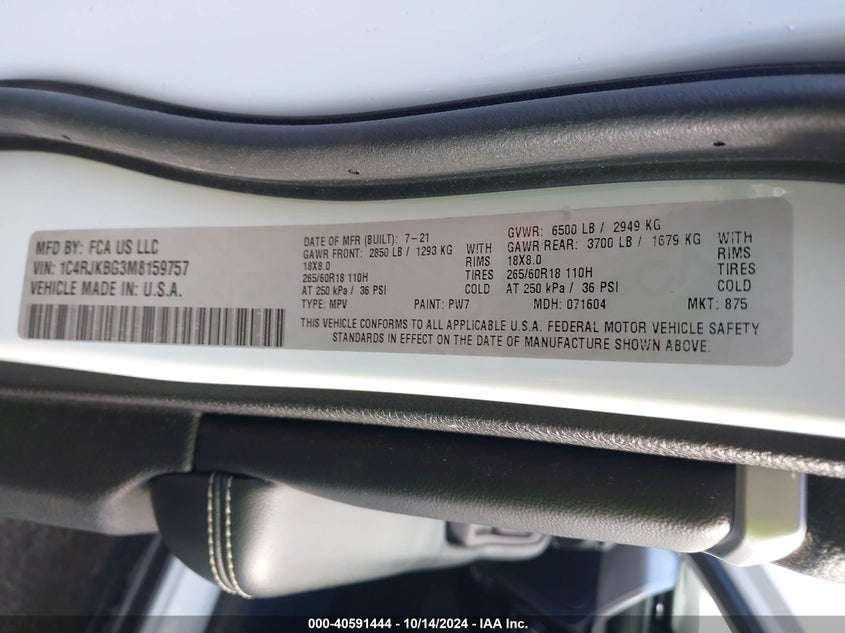 MFD BY: FCA US LLC
VIN: 1C4RJKBG3M8159757
VEHICLE MADE IN U.S.A.
DATE OF MFR (BUILT): 7-21
GAWR FRONT: 2850 LB / 1293 KG WITH
18X8.0 RIMS
265/60R18 110H TIRES
AT 250 kPa / 36 PSI COLD
TYPE: MPV PAINT: PW7
GVWR: 6500 LB / 2949 KG
GAWR REAR: 3700 LB / 1679 KG WITH
18X8.0 RIMS
265/60R18 110H TIRES
AT 250 kPa / 36 PSI COLD
MDH: 071604 MKT: 875
THIS VEHICLE CONFORMS TO ALL APPLICABLE U.S.A. FEDERAL MOTOR VEHICLE SAFETY
STANDARDS IN EFFECT ON THE DATE OF MANUFACTURE SHOWN ABOVE.
000-40591444 - 10/14/2024 - IAA Inc.